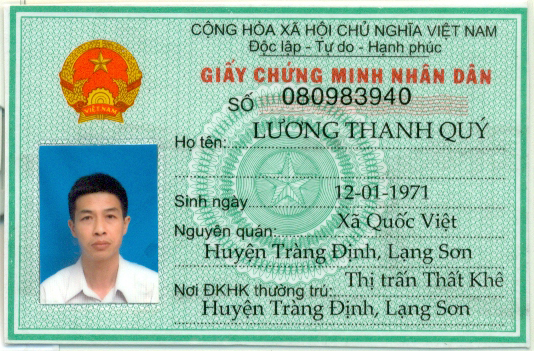 CỘNG HÒA XÃ HỘI CHỦ NGHĨA VIỆT NAM
Độc lập - Tự do - Hạnh phúc
GIẤY CHỨNG MINH NHÂN DÂN
SỐ 080983940
Họ tên: LƯƠNG THANH QUÝ
Sinh ngày 12-01-1971
Nguyên quán: Xã Quốc Việt
Huyện Tràng Định, Lạng Sơn
Nơi ĐKHK thường trú: Thị trấn Thất Khê
Huyện Tràng Định, Lạng Sơn
VIỆT NAM